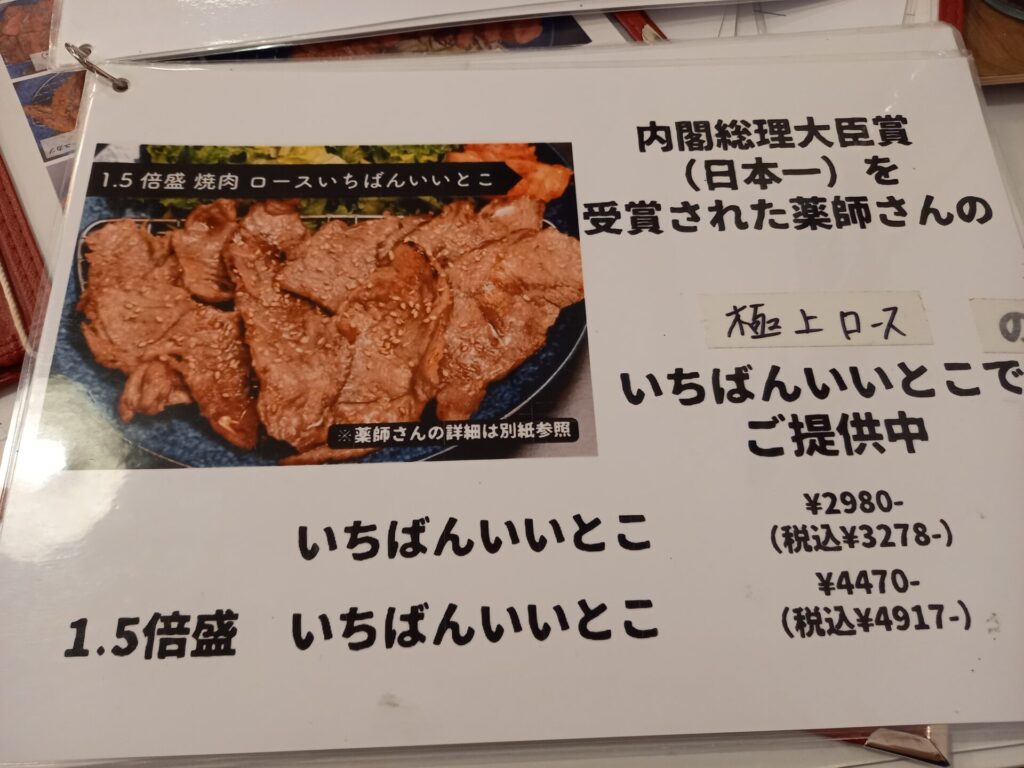 1.5倍盛 焼肉 ロースいちばんいいとこ
※薬師さんの詳細は別紙参照
内閣総理大臣賞
（日本一）を
受賞された薬師さんの
極上ロース
の
いちばんいいとこで
ご提供中
いちばんいいとこ
¥2980-
(税込¥3278-)
1.5倍盛 いちばんいいとこ
¥4470-
(税込¥4917-)